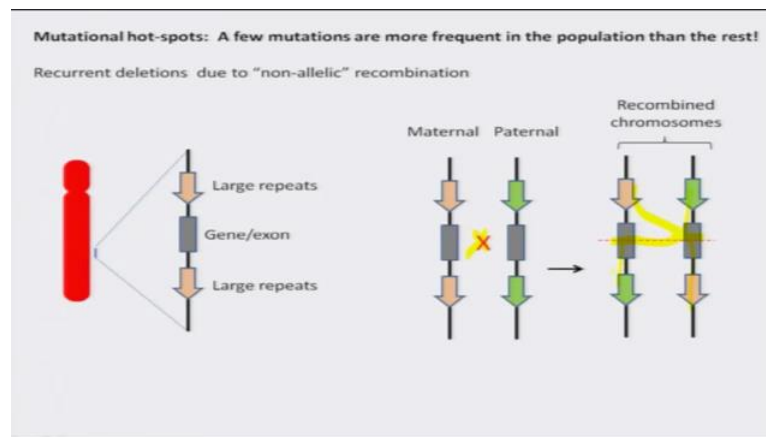 Mutational hot-spots: A few mutations are more frequent in the population than the rest!
Recurrent deletions due to “non-allelic” recombination
Recombined
chromosomes
Maternal Paternal
Large repeats
Gene/exon
X
Large repeats